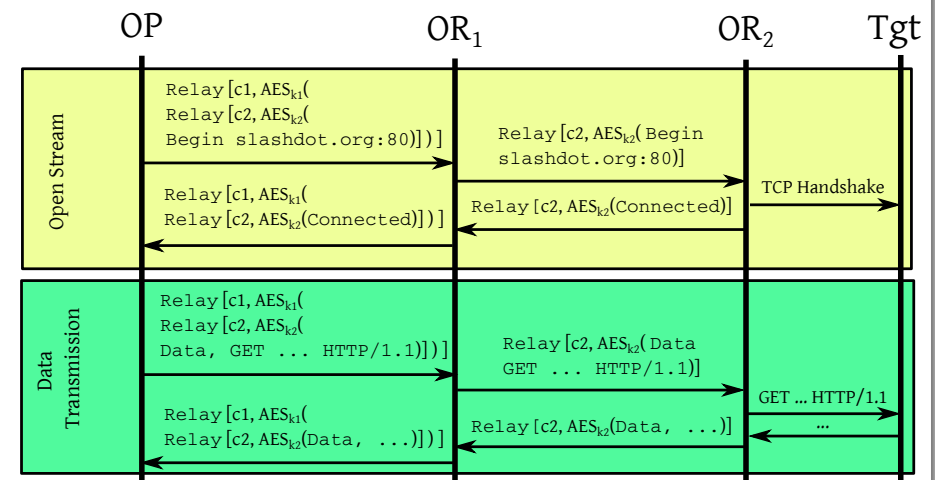 OP OR₁ OR₂ Tgt
Open Stream
Relay[c1, AESₖ₁(
Relay[c2, AESₖ₂(
Begin slashdot.org:80)])]
Relay[c2, AESₖ₂(Begin
slashdot.org:80)]
TCP Handshake
Relay[c1, AESₖ₁(
Relay[c2, AESₖ₂(Connected)])]
Relay[c2, AESₖ₂(Connected)]
Data
Transmission
Relay[c1, AESₖ₁(
Relay[c2, AESₖ₂(
Data, GET ... HTTP/1.1)])]
Relay[c2, AESₖ₂(Data
GET ... HTTP/1.1)]
GET ... HTTP/1.1
...
Relay[c1, AESₖ₁(
Relay[c2, AESₖ₂(Data, ...)])]
Relay[c2, AESₖ₂(Data, ...)]